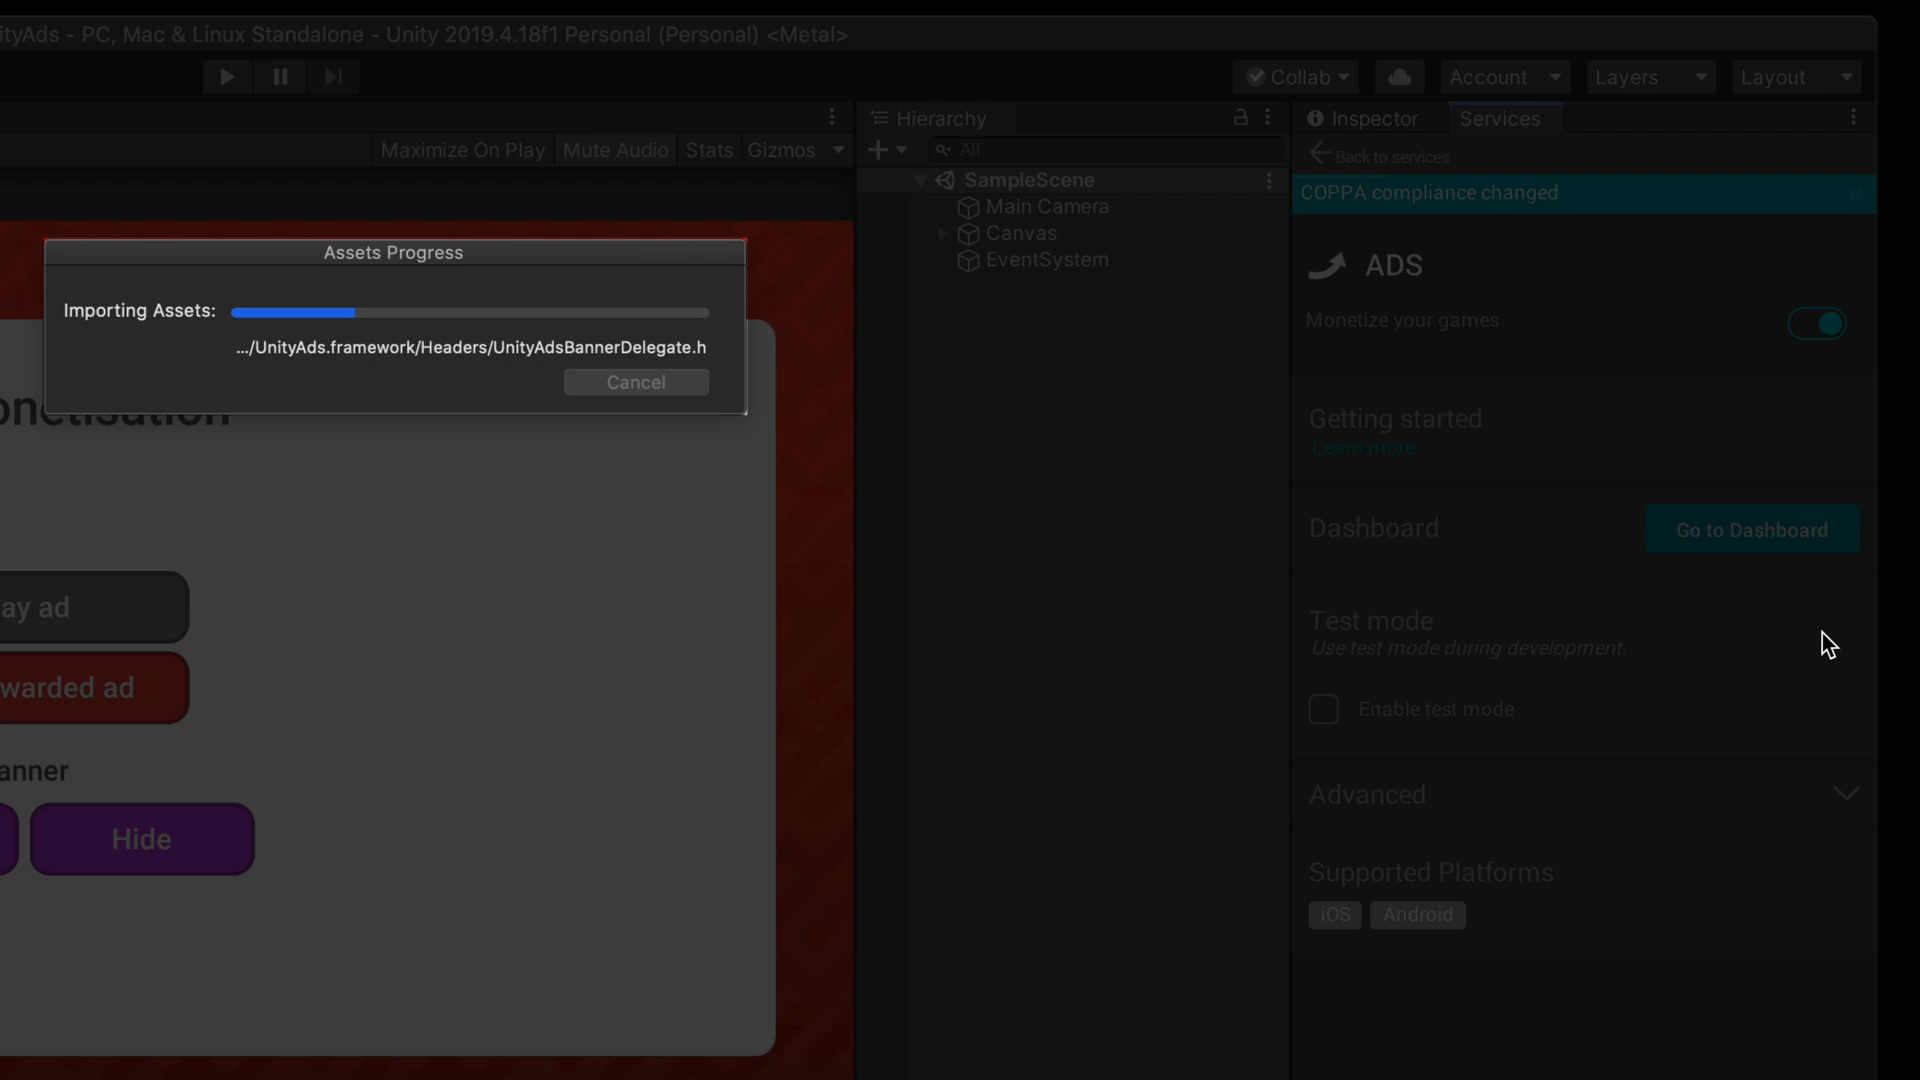 ityAds - PC, Mac & Linux Standalone - Unity 2019.4.18f1 Personal (Personal) <Metal>
Collab
Account
Layers
Layout
Hierarchy
Inspector
Services
Maximize On Play
Mute Audio
Stats
Gizmos
All
Back to services
SampleScene
Main Camera
Canvas
EventSystem
COPPA compliance changed
Assets Progress
Importing Assets:
.../UnityAds.framework/Headers/UnityAdsBannerDelegate.h
Cancel
onetisation
ay ad
warded ad
anner
Hide
ADS
Monetize your games
Getting started
Learn more
Dashboard
Go to Dashboard
Test mode
Use test mode during development.
Enable test mode
Advanced
Supported Platforms
iOS
Android